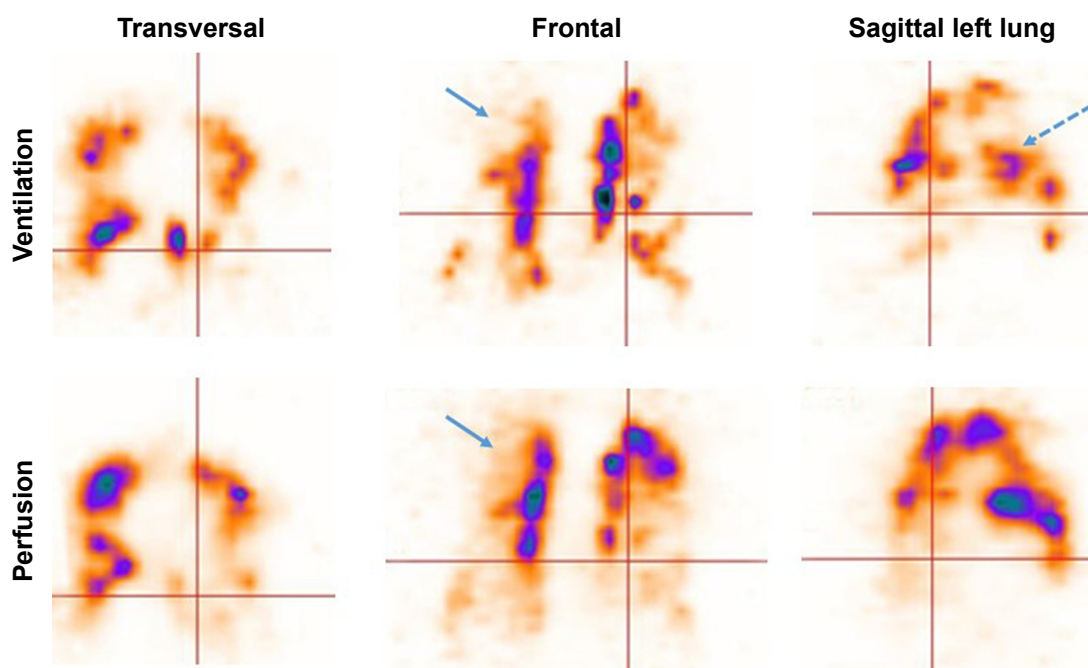 Transversal
Frontal
Sagittal left lung
Ventilation
Perfusion